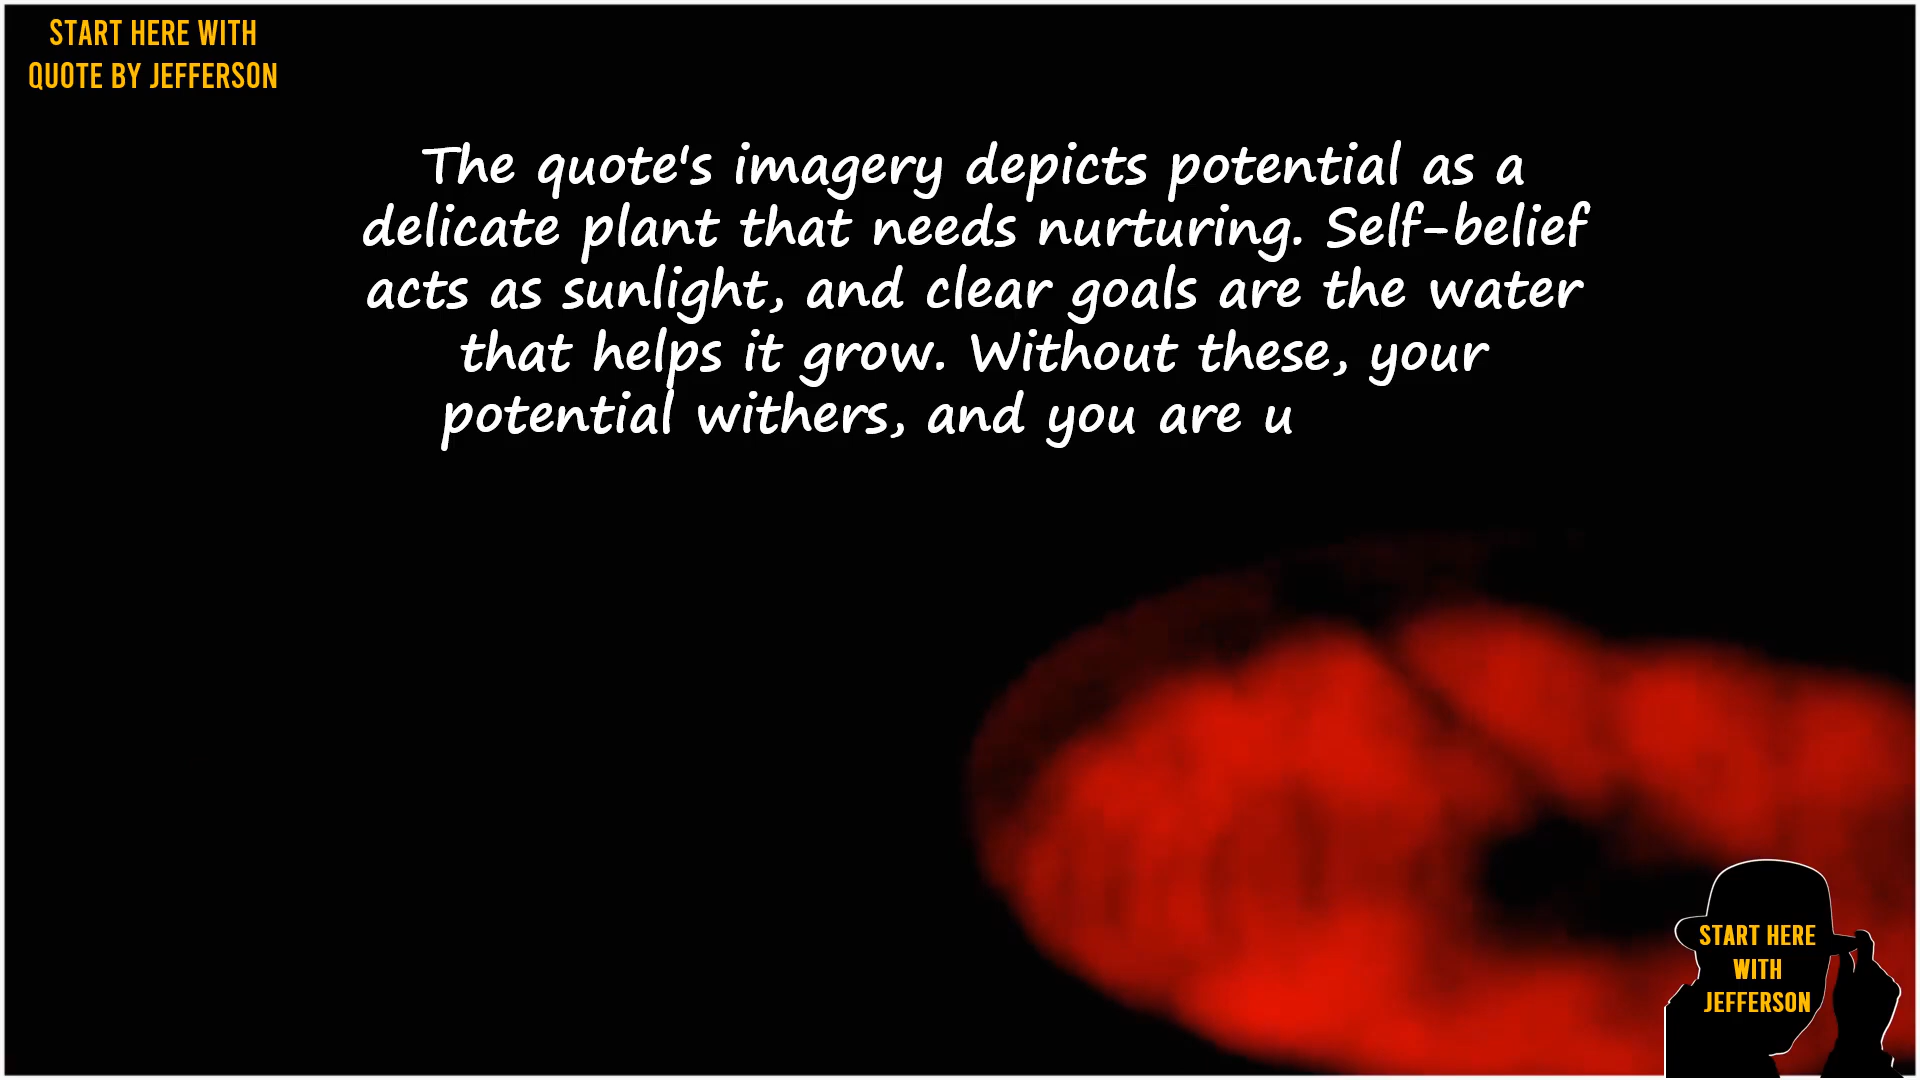 START HERE WITH
QUOTE BY JEFFERSON
The quote's imagery depicts potential as a
delicate plant that needs nurturing. Self-belief
acts as sunlight, and clear goals are the water
that helps it grow. Without these, your
potential withers, and you are u
START HERE
WITH
JEFFERSON